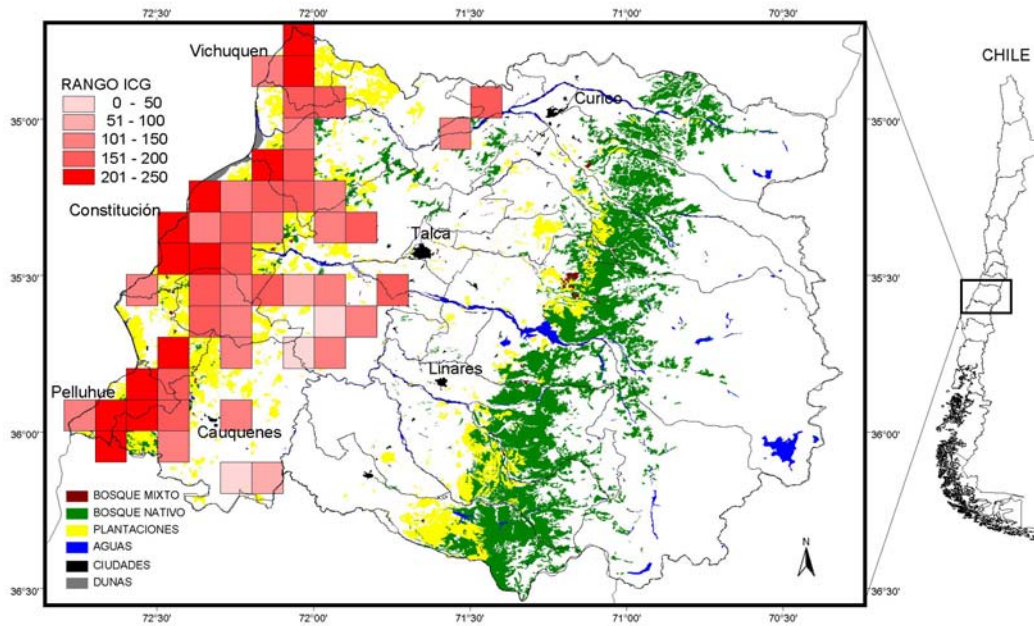 72°30' 72°00' 71°30' 71°00' 70°30'
Vichuquen
CHILE
RANGO ICG
0 - 50
51 - 100
101 - 150
151 - 200
201 - 250
Curico
35°00' 35°00'
Constitución
Talca
35°30' 35°30'
Linares
Pelluhue
Cauquenes
36°00' 36°00'
BOSQUE MIXTO
BOSQUE NATIVO
PLANTACIONES
AGUAS
CIUDADES
DUNAS
N
36°30' 36°30'
72°30' 72°00' 71°30' 71°00' 70°30'